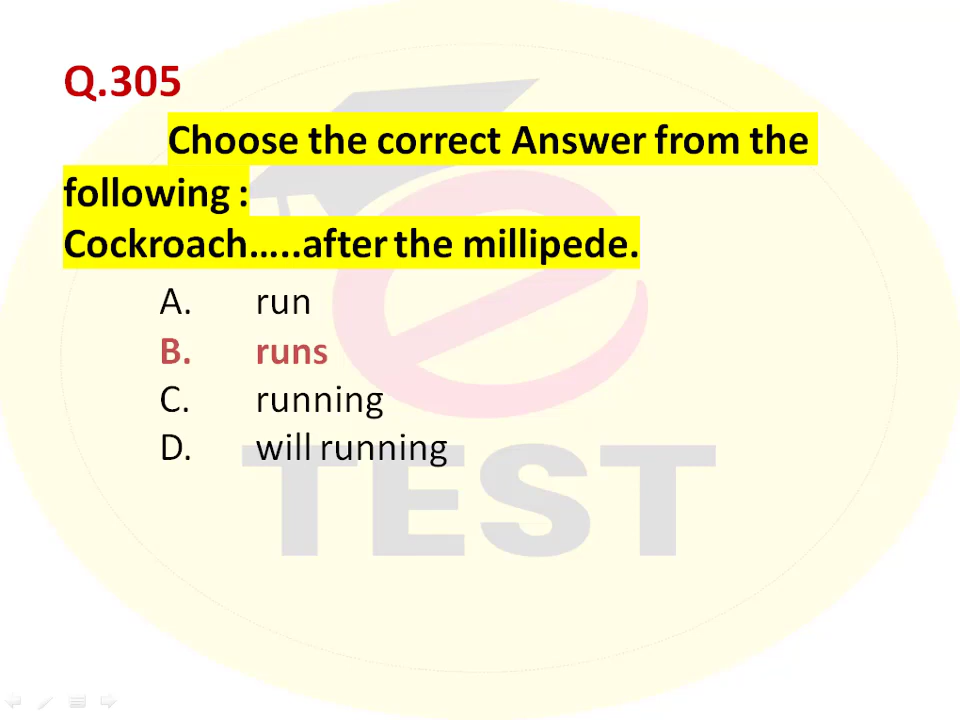 Q.305
Choose the correct Answer from the
following :
Cockroach…..after the millipede.
A. run
B. runs
C. running
D. will running
TEST